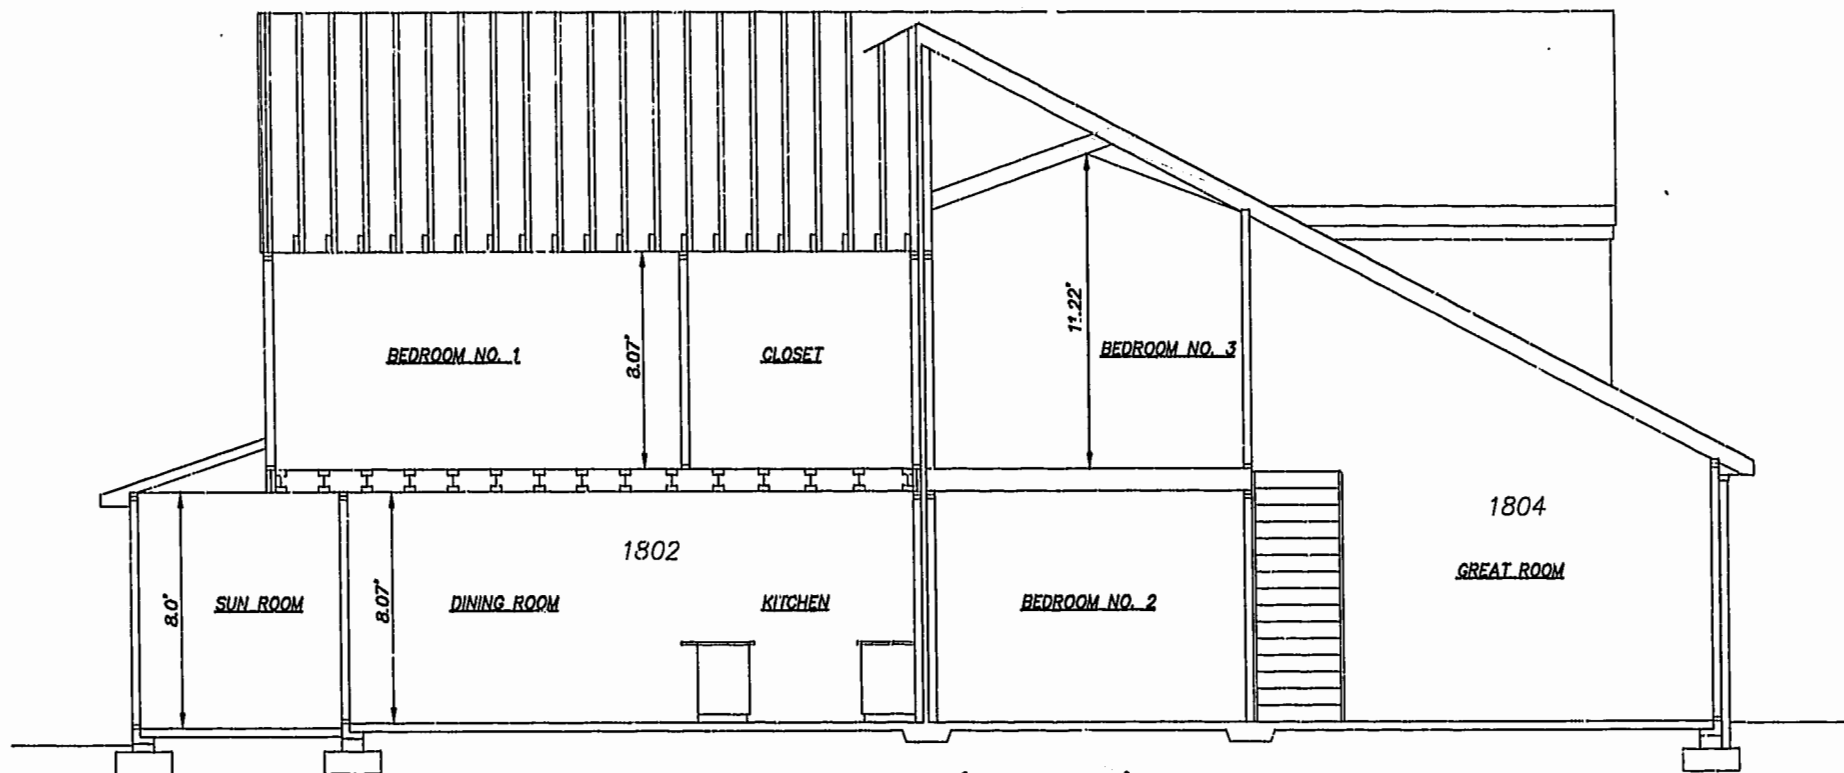 11.22'
BEDROOM NO. 1
8.07'
CLOSET
BEDROOM NO. 3
1804
1802
GREAT ROOM
8.0'
SUN ROOM
8.07'
DINING ROOM
KITCHEN
BEDROOM NO. 2